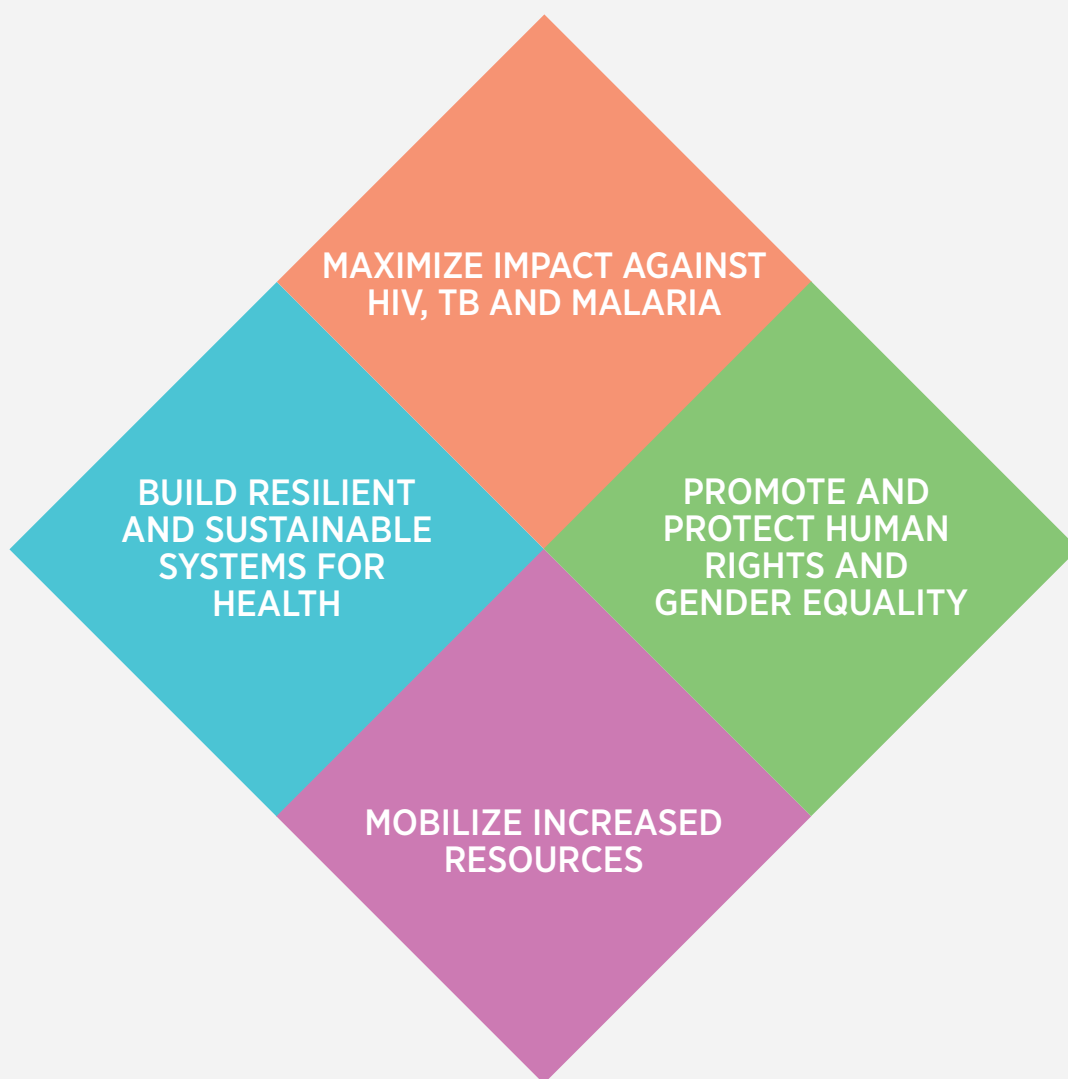 MAXIMIZE IMPACT AGAINST
HIV, TB AND MALARIA
BUILD RESILIENT
AND SUSTAINABLE
SYSTEMS FOR
HEALTH
PROMOTE AND
PROTECT HUMAN
RIGHTS AND
GENDER EQUALITY
MOBILIZE INCREASED
RESOURCES